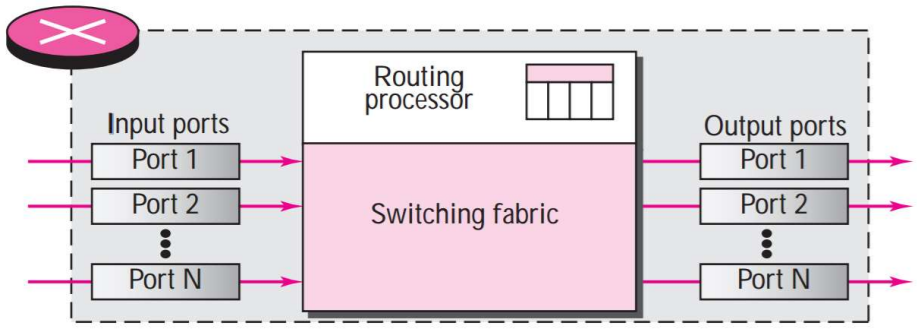 Routing
processor
Input ports
Output ports
Port 1
Port 1
Port 2
Switching fabric
Port 2
Port N
Port N